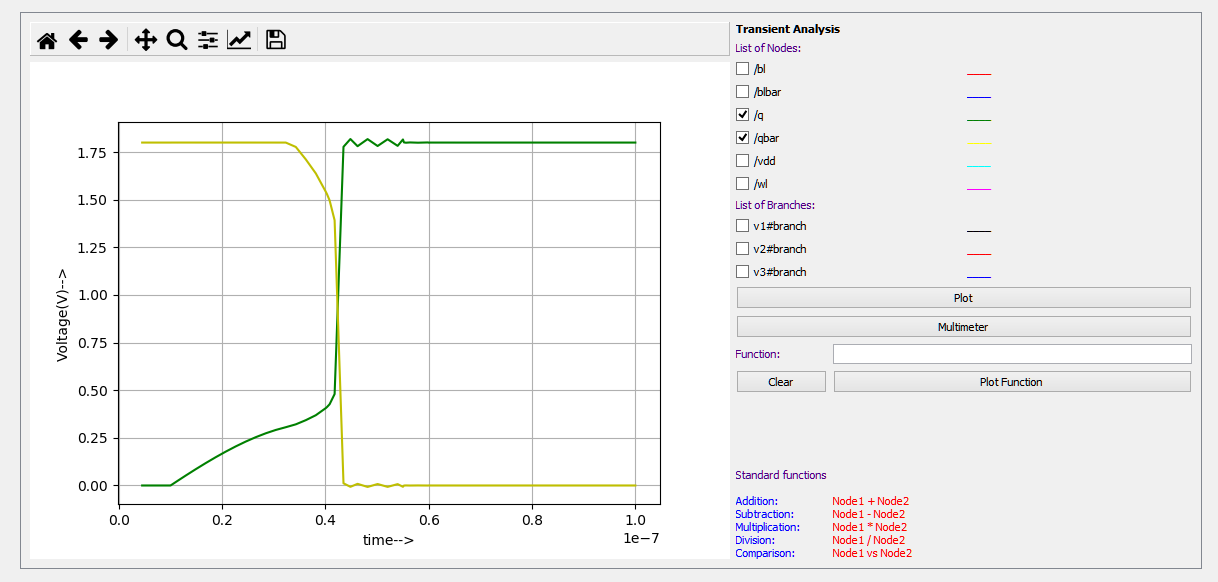 Transient Analysis
List of Nodes:
/bl
/blbar
/q
/qbar
/vdd
/wl
List of Branches:
v1#branch
v2#branch
v3#branch
Plot
Multimeter
Function:
Clear Plot Function
Standard functions
Addition: Node1 + Node2
Subtraction: Node1 - Node2
Multiplication: Node1 * Node2
Division: Node1 / Node2
Comparison: Node1 vs Node2
Voltage(V)-->
1.75
1.50
1.25
1.00
0.75
0.50
0.25
0.00
0.0 0.2 0.4 0.6 0.8 1.0
time-->
1e-7